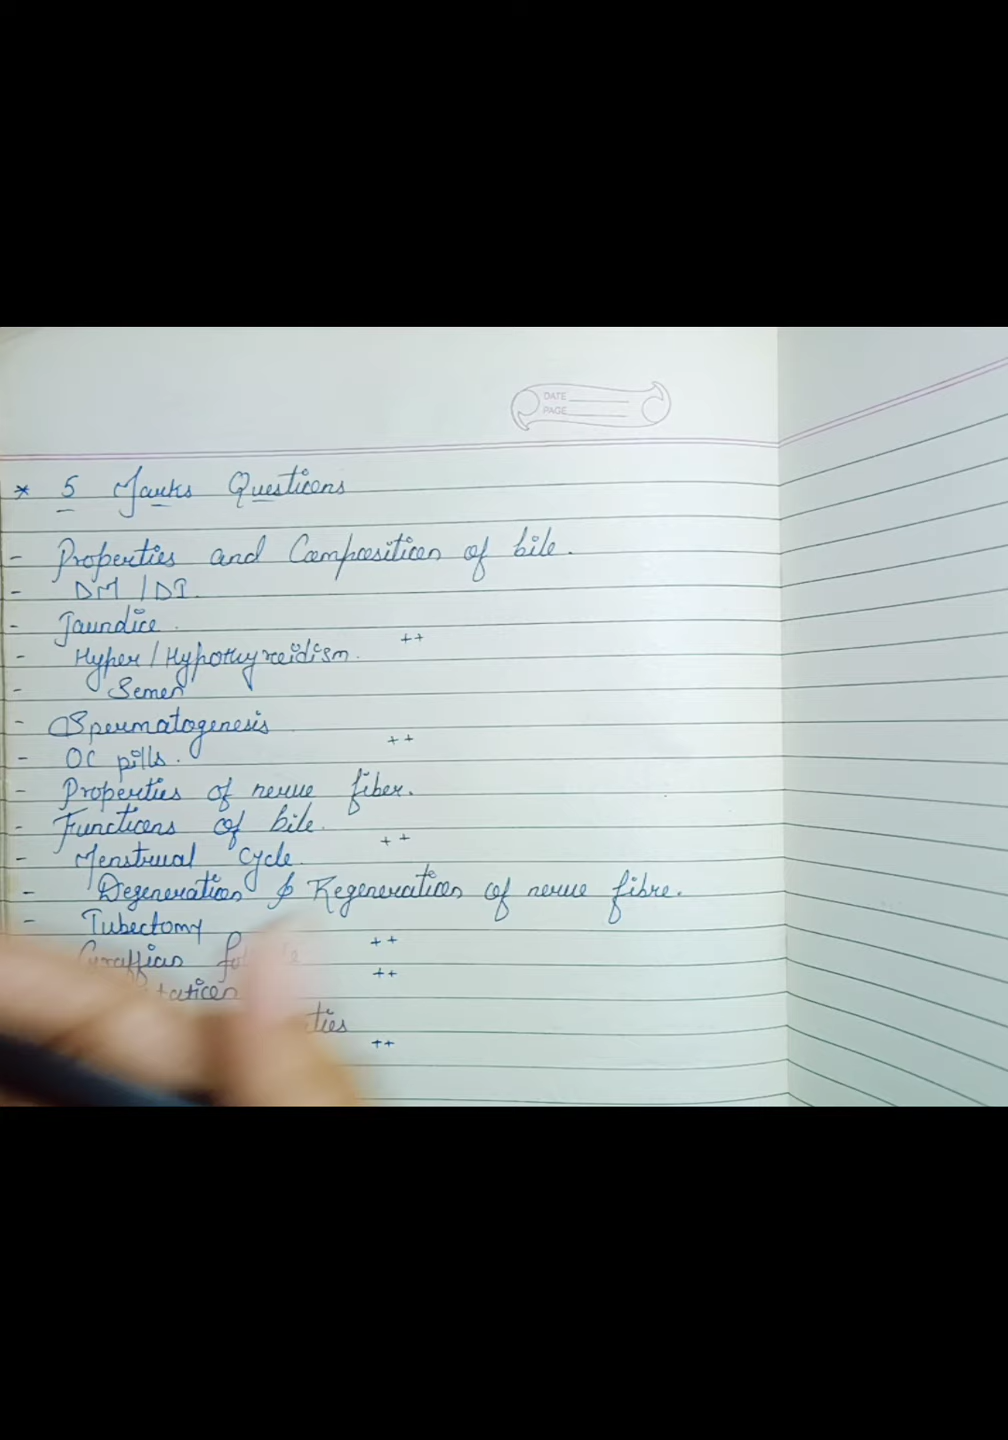 DATE
PAGE
* 5 Marks Questions
- Properties and Composition of bile.
- DM / DI.
- Jaundice.
- Hyper / Hypothyroidism. ++
- Semen
- Spermatogenesis
- OC pills. ++
- Properties of nerve fiber.
- Functions of bile.
- Menstrual Cycle ++
- Degeneration & Regeneration of nerve fibre.
- Tubectomy
Graffian ++
++
++